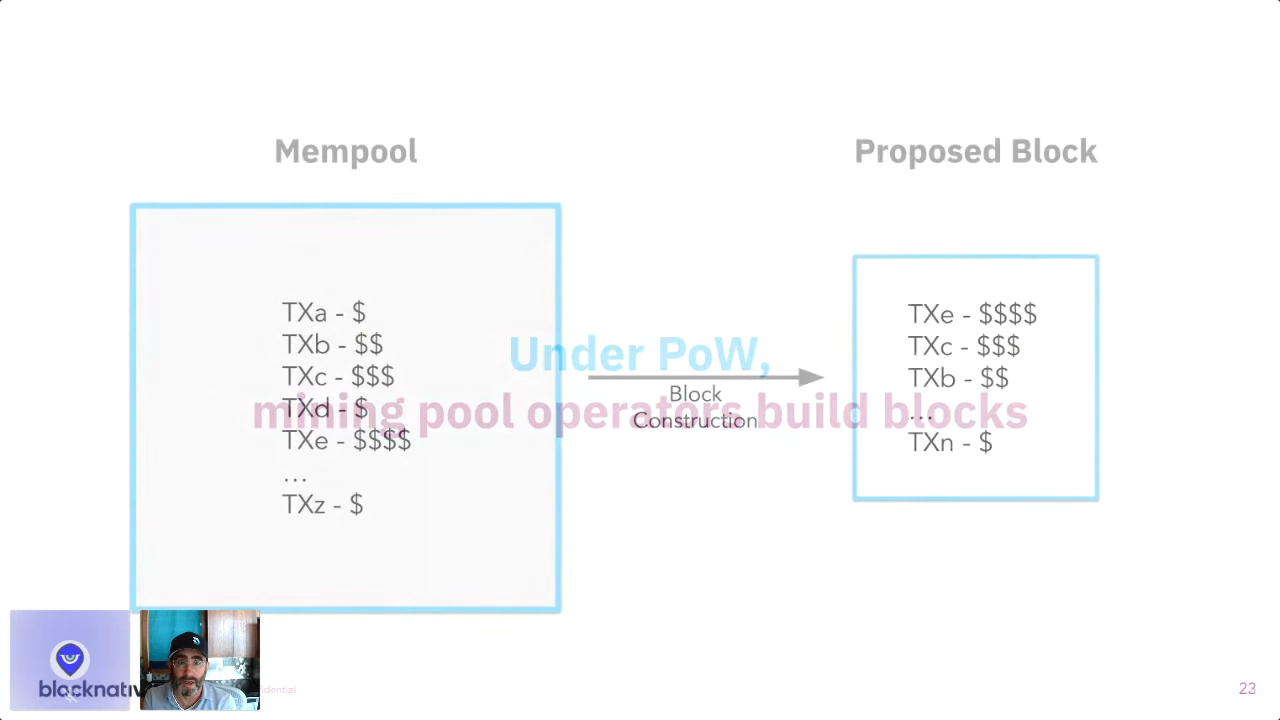 Mempool
Proposed Block
TXa - $
TXb - $$
TXc - $$$
TXd - $
TXe - $$$$
…
TXz - $
Under PoW,
mining pool operators build blocks
Block
Construction
TXe - $$$$
TXc - $$$
TXb - $$
…
TXn - $
blocknativ
23